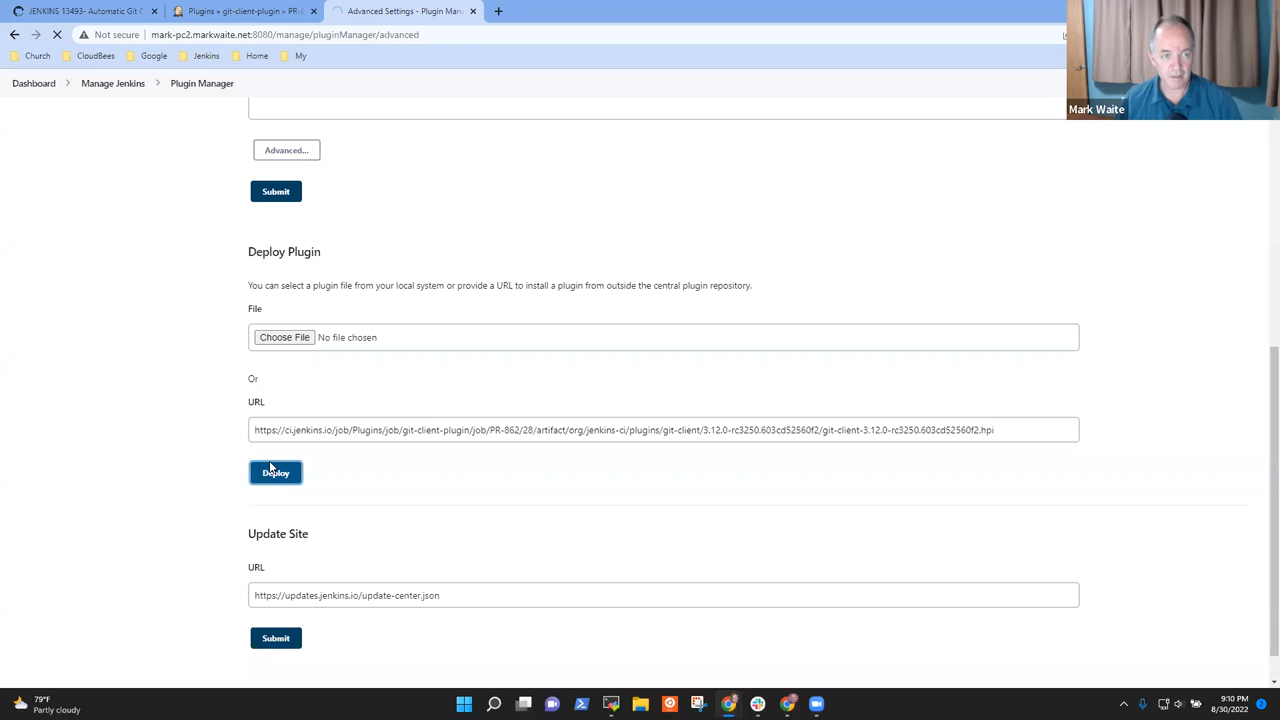 JENKINS 13493- Automatic Git C
Plugins » git-client-plugin » PR-8
Advanced Settings - Plugin Mana
Not secure
mark-pc2.markwaite.net:8080/manage/pluginManager/advanced
Church
CloudBees
Google
Jenkins
Home
My
Dashboard
Manage Jenkins
Plugin Manager
Mark Waite
Advanced...
Submit
Deploy Plugin
You can select a plugin file from your local system or provide a URL to install a plugin from outside the central plugin repository.
File
Choose File No file chosen
Or
URL
https://ci.jenkins.io/job/Plugins/job/git-client-plugin/job/PR-862/28/artifact/org/jenkins-ci/plugins/git-client/3.12.0-rc3250.603cd52560f2/git-client-3.12.0-rc3250.603cd52560f2.hpi
Deploy
Update Site
URL
https://updates.jenkins.io/update-center.json
Submit
79°F
Partly cloudy
9:10 PM
8/30/2022
2